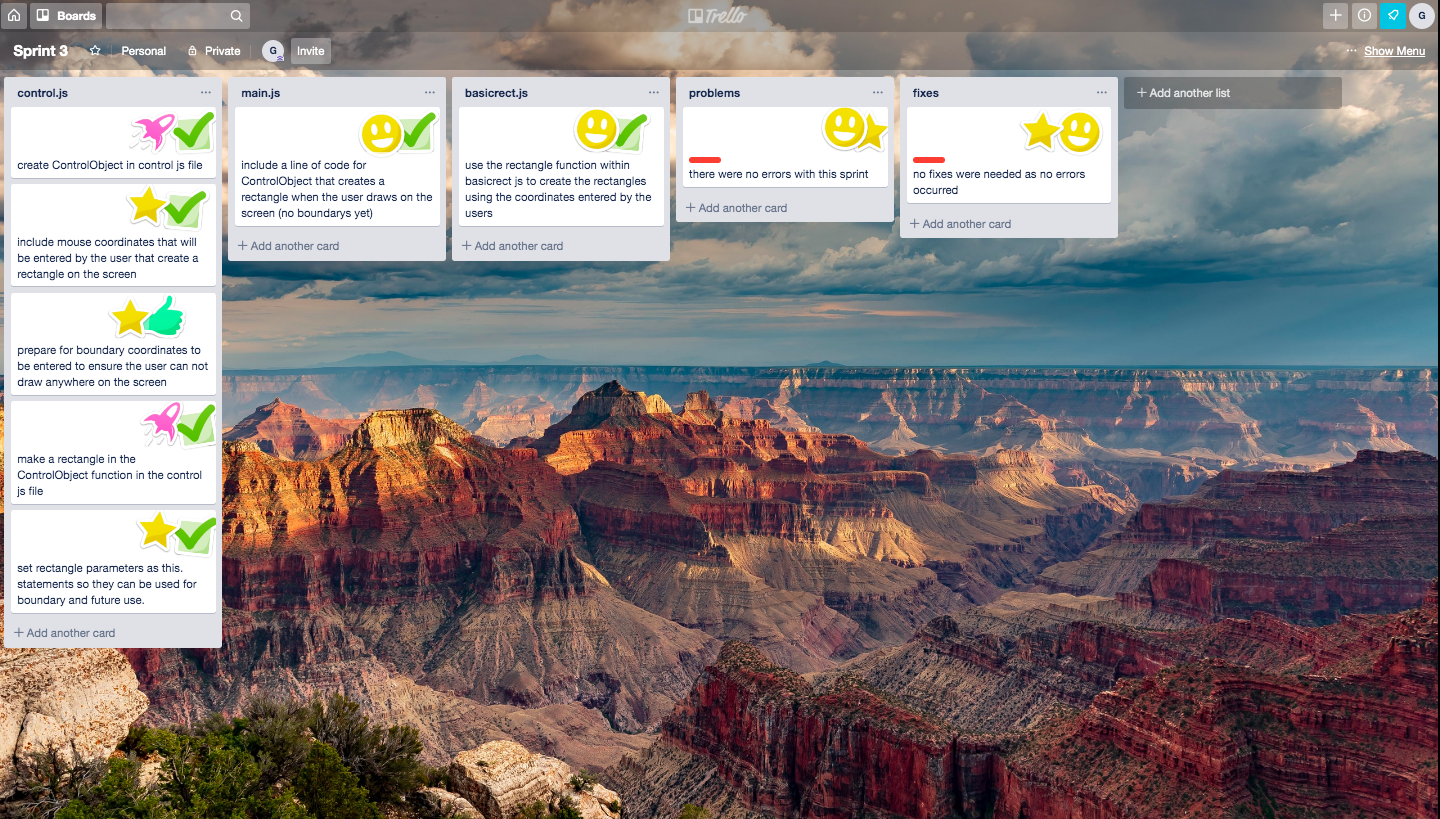 Boards
Trello
G
Sprint 3
Personal
Private
G
Invite
··· Show Menu
control.js ···
create ControlObject in control js file
include mouse coordinates that will
be entered by the user that create a
rectangle on the screen
prepare for boundary coordinates to
be entered to ensure the user can not
draw anywhere on the screen
make a rectangle in the
ControlObject function in the control
js file
set rectangle parameters as this.
statements so they can be used for
boundary and future use.
+ Add another card
main.js ···
include a line of code for
ControlObject that creates a
rectangle when the user draws on the
screen (no boundarys yet)
+ Add another card
basicrect.js ···
use the rectangle function within
basicrect js to create the rectangles
using the coordinates entered by the
users
+ Add another card
problems ···
there were no errors with this sprint
+ Add another card
fixes ···
no fixes were needed as no errors
occurred
+ Add another card
+ Add another list